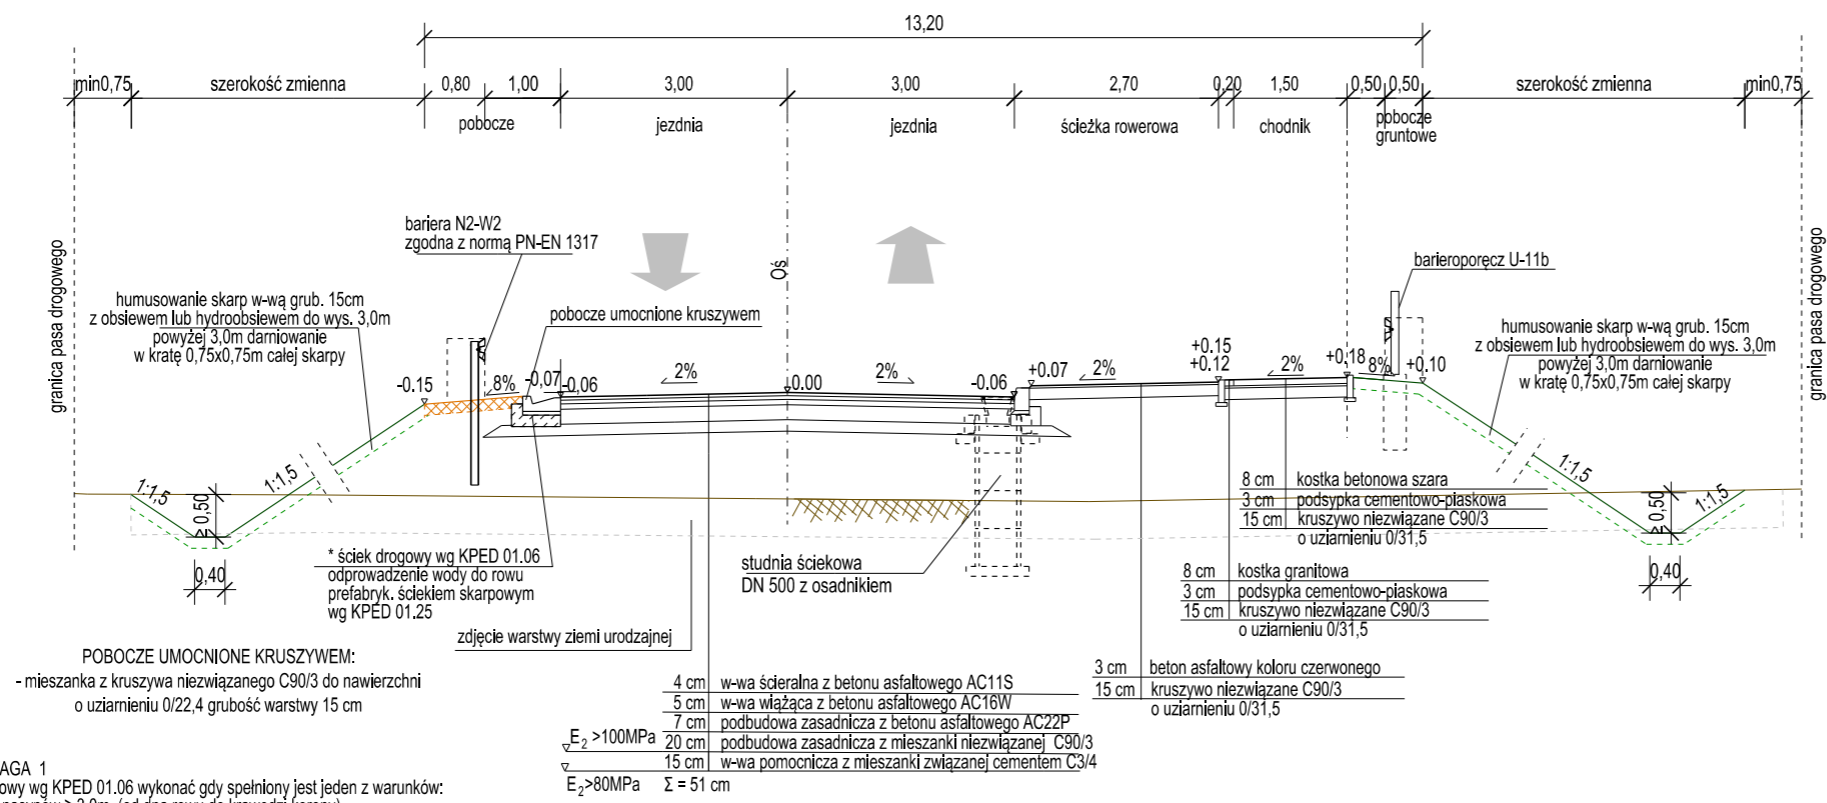 13,20
min0,75
szerokość zmienna
0,80
1,00
3,00
3,00
2,70
0,20
1,50
0,50
0,50
szerokość zmienna
min0,75
pobocze
jezdnia
jezdnia
ścieżka rowerowa
chodnik
pobocze
gruntowe
granica pasa drogowego
bariera N2-W2
zgodna z normą PN-EN 1317
Oś
barieroporęcz U-11b
granica pasa drogowego
humusowanie skarp w-wą grub. 15cm
z obsiewem lub hydroobsiewem do wys. 3,0m
powyżej 3,0m darniowanie
w kratę 0,75x0,75m całej skarpy
pobocze umocnione kruszywem
humusowanie skarp w-wą grub. 15cm
z obsiewem lub hydroobsiewem do wys. 3,0m
powyżej 3,0m darniowanie
w kratę 0,75x0,75m całej skarpy
-0.15
8%
-0,07
-0,06
2%
0.00
2%
-0.06
+0.07
2%
+0.15
+0.12
2%
+0.18
8%
+0.10
1:1,5
1:1,5
≥ 0,50
0,40
1:1,5
1:1,5
≥ 0,50
0,40
* ściek drogowy wg KPED 01.06
odprowadzenie wody do rowu
prefabryk. ściekiem skarpowym
wg KPED 01.25
studnia ściekowa
DN 500 z osadnikiem
8 cm kostka betonowa szara
3 cm podsypka cementowo-piaskowa
15 cm kruszywo niezwiązane C90/3
o uziarnieniu 0/31,5
8 cm kostka granitowa
3 cm podsypka cementowo-piaskowa
15 cm kruszywo niezwiązane C90/3
o uziarnieniu 0/31,5
zdjęcie warstwy ziemi urodzajnej
POBOCZE UMOCNIONE KRUSZYWEM:
- mieszanka z kruszywa niezwiązanego C90/3 do nawierzchni
o uziarnieniu 0/22,4 grubość warstwy 15 cm
3 cm beton asfaltowy koloru czerwonego
15 cm kruszywo niezwiązane C90/3
o uziarnieniu 0/31,5
4 cm w-wa ścieralna z betonu asfaltowego AC11S
5 cm w-wa wiążąca z betonu asfaltowego AC16W
7 cm podbudowa zasadnicza z betonu asfaltowego AC22P
E2 >100MPa 20 cm podbudowa zasadnicza z mieszanki niezwiązanej C90/3
15 cm w-wa pomocnicza z mieszanki związanej cementem C3/4
E2>80MPa Σ = 51 cm
AGA 1
owy wg KPED 01.06 wykonać gdy spełniony jest jeden z warunków: